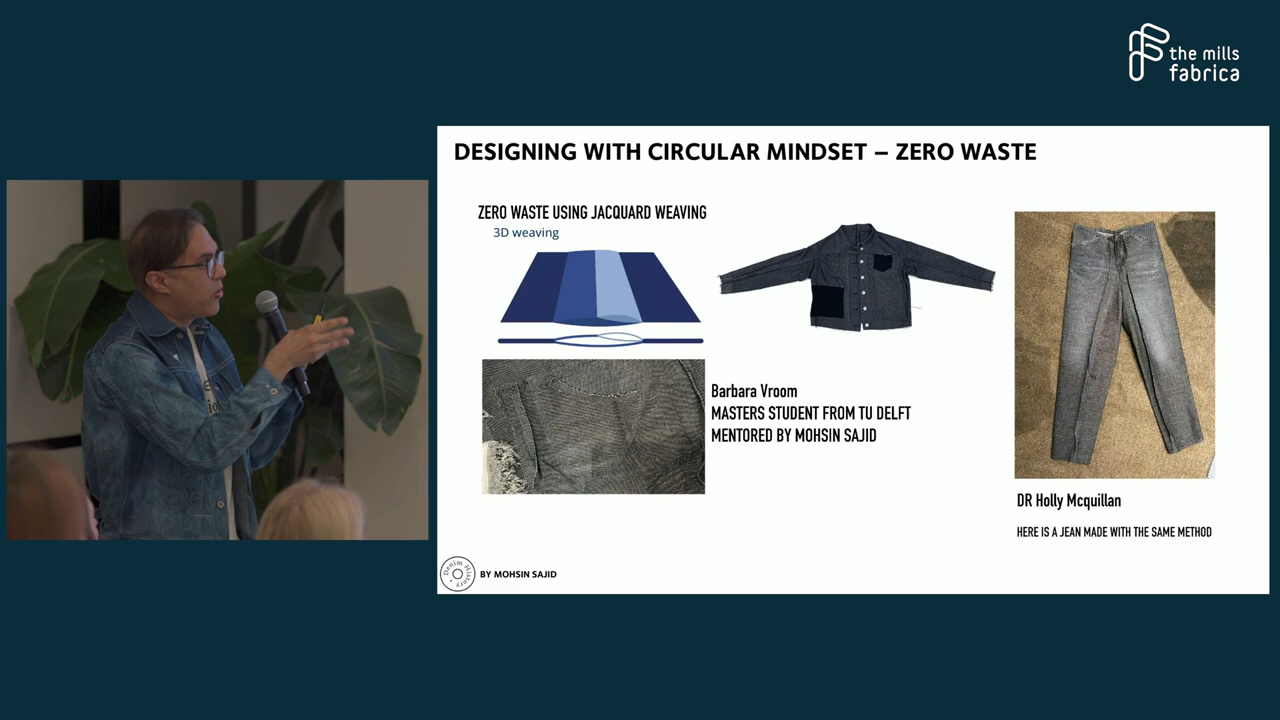 the mills
fabrica
DESIGNING WITH CIRCULAR MINDSET – ZERO WASTE
ZERO WASTE USING JACQUARD WEAVING
3D weaving
Barbara Vroom
MASTERS STUDENT FROM TU DELFT
MENTORED BY MOHSIN SAJID
DR Holly Mcquillan
HERE IS A JEAN MADE WITH THE SAME METHOD
Denim History
BY MOHSIN SAJID